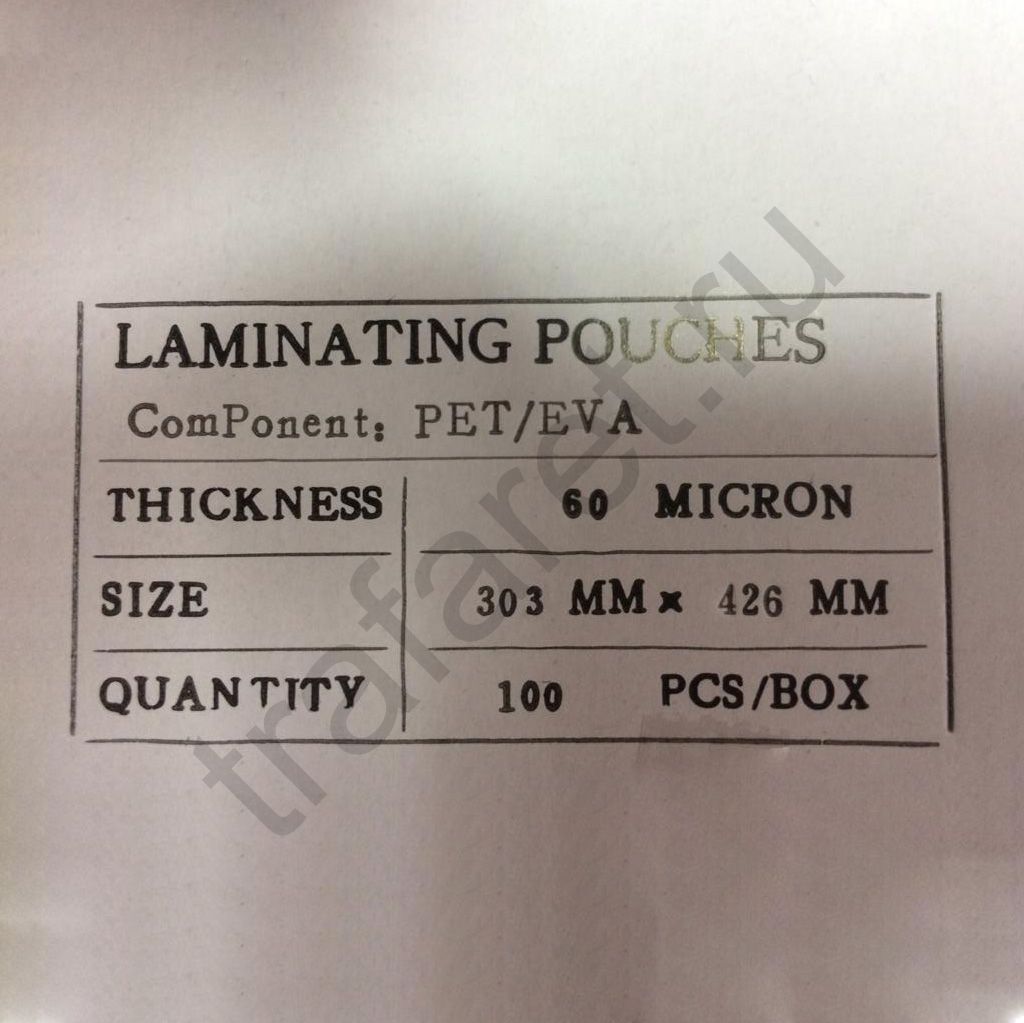 LAMINATING POUCHES
ComPonent: PET/EVA
THICKNESS 60 MICRON
SIZE 303 MM x 426 MM
QUANTITY 100 PCS/BOX
trafaret.ru